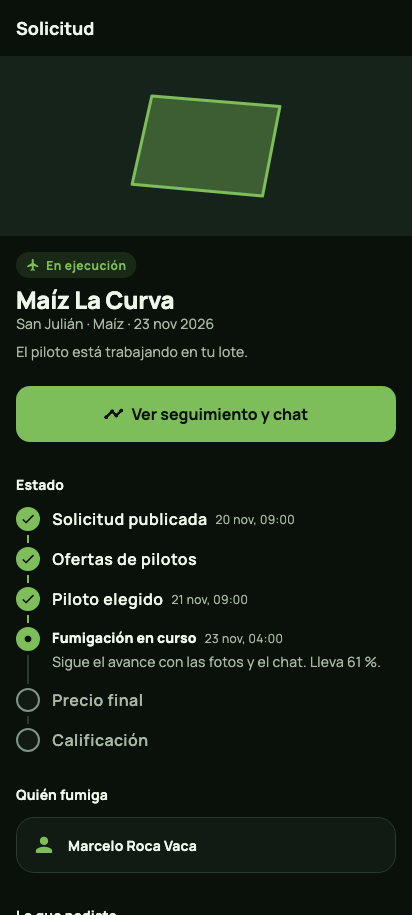 Solicitud
En ejecución
Maíz La Curva
San Julián · Maíz · 23 nov 2026
El piloto está trabajando en tu lote.
Ver seguimiento y chat
Estado
Solicitud publicada 20 nov, 09:00
Ofertas de pilotos
Piloto elegido 21 nov, 09:00
Fumigación en curso 23 nov, 04:00
Sigue el avance con las fotos y el chat. Lleva 61 %.
Precio final
Calificación
Quién fumiga
Marcelo Roca Vaca
Lo que pediste